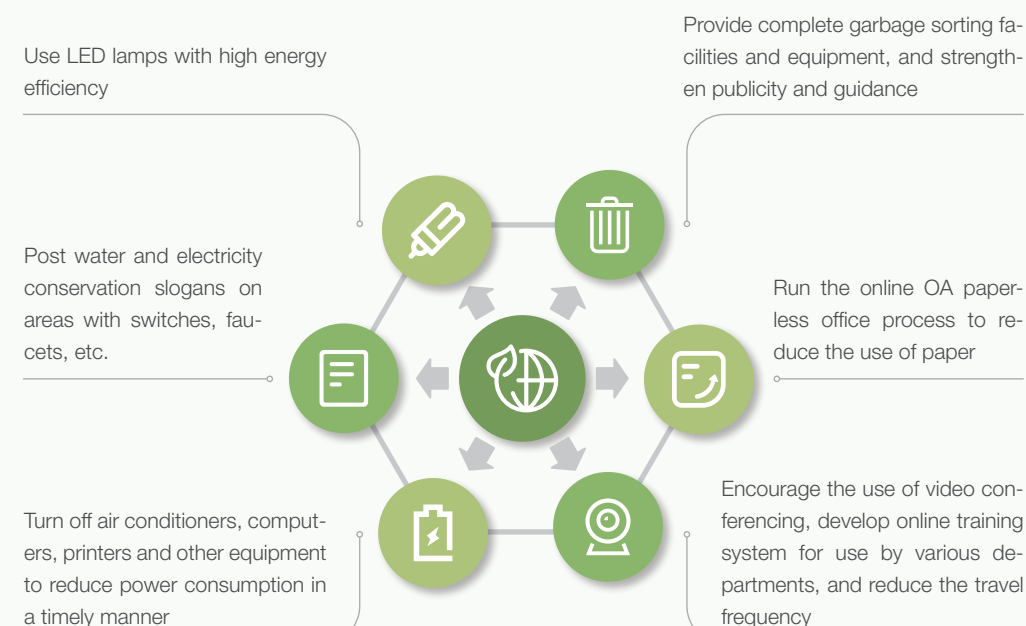 Use LED lamps with high energy
efficiency
Provide complete garbage sorting fa-
cilities and equipment, and strength-
en publicity and guidance
Post water and electricity
conservation slogans on
areas with switches, fau-
cets, etc.
Run the online OA paper-
less office process to re-
duce the use of paper
Turn off air conditioners, comput-
ers, printers and other equipment
to reduce power consumption in
a timely manner
Encourage the use of video con-
ferencing, develop online training
system for use by various de-
partments, and reduce the travel
frequency